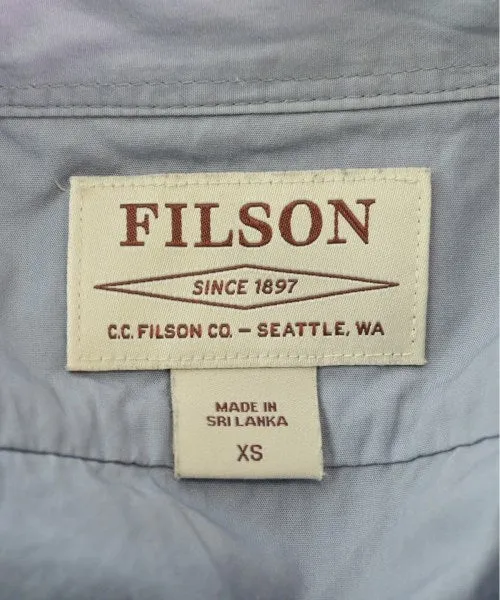 FILSON
SINCE 1897
C.C. FILSON CO. – SEATTLE, WA
MADE IN
SRI LANKA
XS